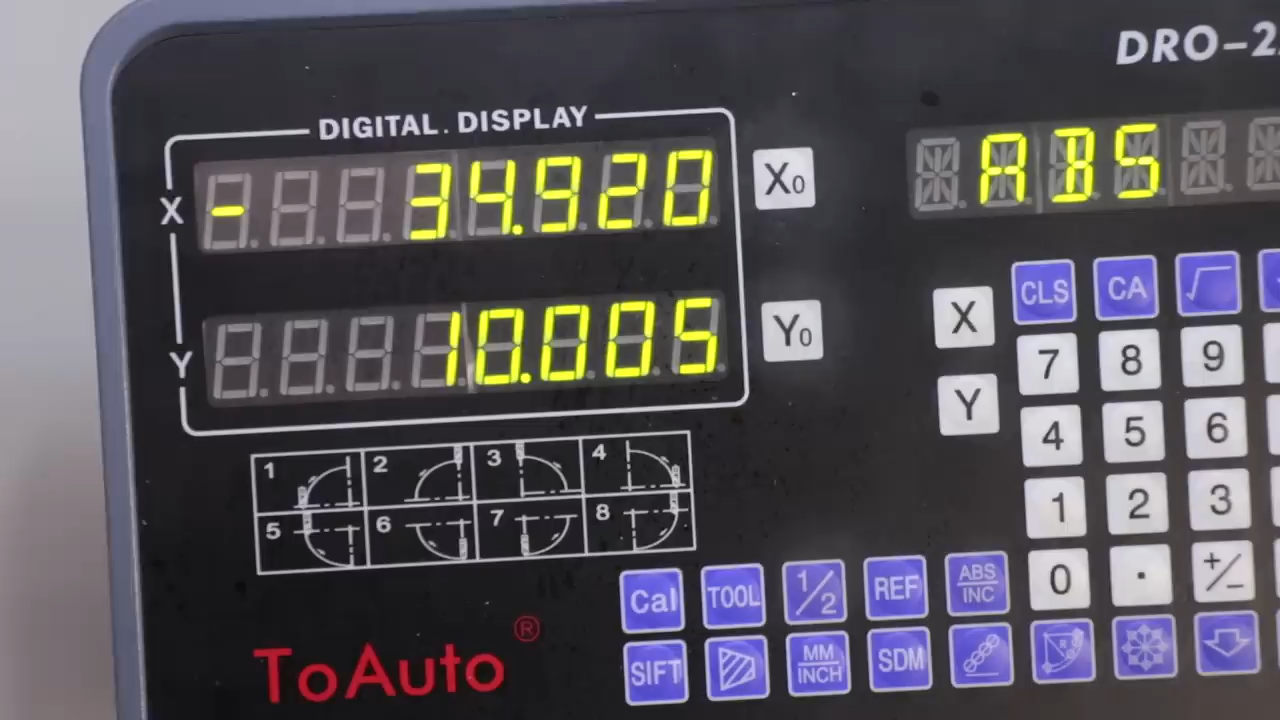 DRO-2
DIGITAL. DISPLAY
X - 34.920 X0
ABS
Y 10.005 Y0
CLS CA √
X
7 8 9
Y
4 5 6
1 2 3 4
5 6 7 8
1 2 3
Cal TOOL 1/2 REF ABS/INC 0 . +/-
SIFT MM/INCH SDM R
ToAuto®